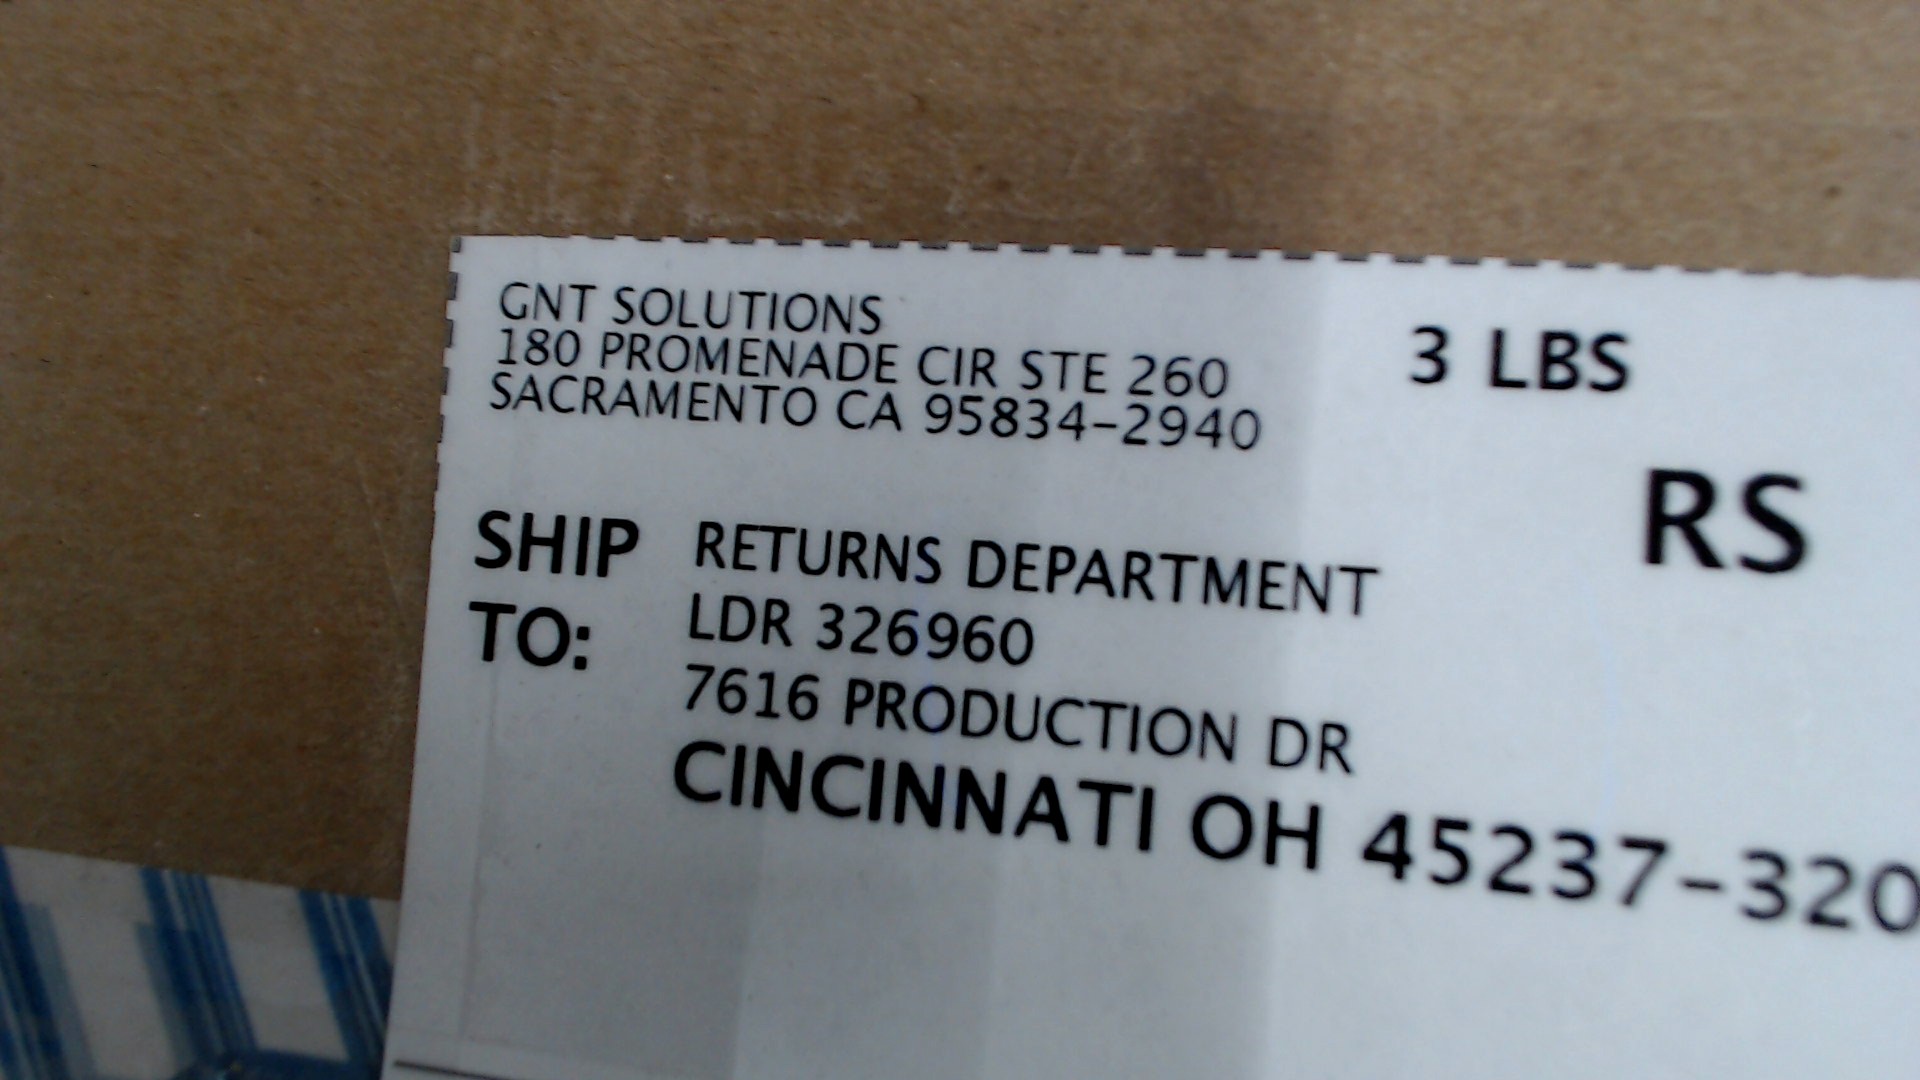 GNT SOLUTIONS
180 PROMENADE CIR STE 260
SACRAMENTO CA 95834-2940
3 LBS
RS
SHIP TO:
RETURNS DEPARTMENT
LDR 326960
7616 PRODUCTION DR
CINCINNATI OH 45237-320